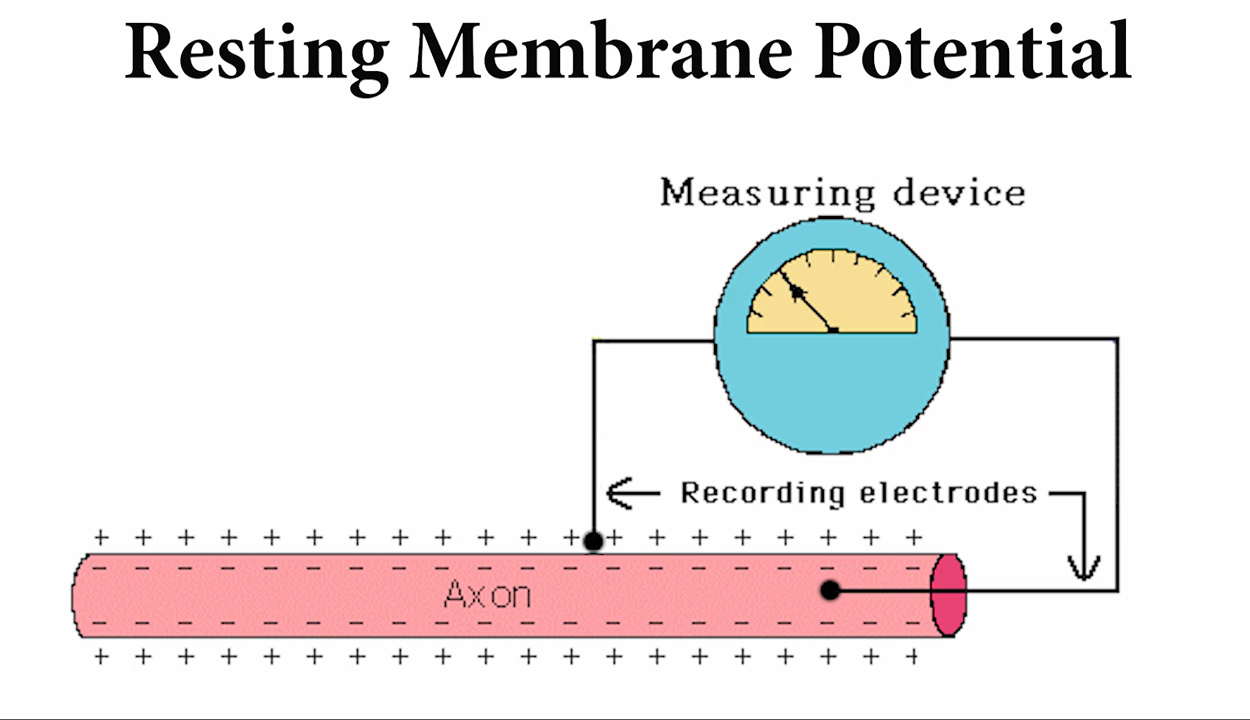 Resting Membrane Potential
Measuring device
Recording electrodes
+ + + + + + + + + + + + + + + + + + + +
− − − − − − − − − − − − − − − − − − − −
Axon
− − − − − − − − − − − − − − − − − − − −
+ + + + + + + + + + + + + + + + + + + +